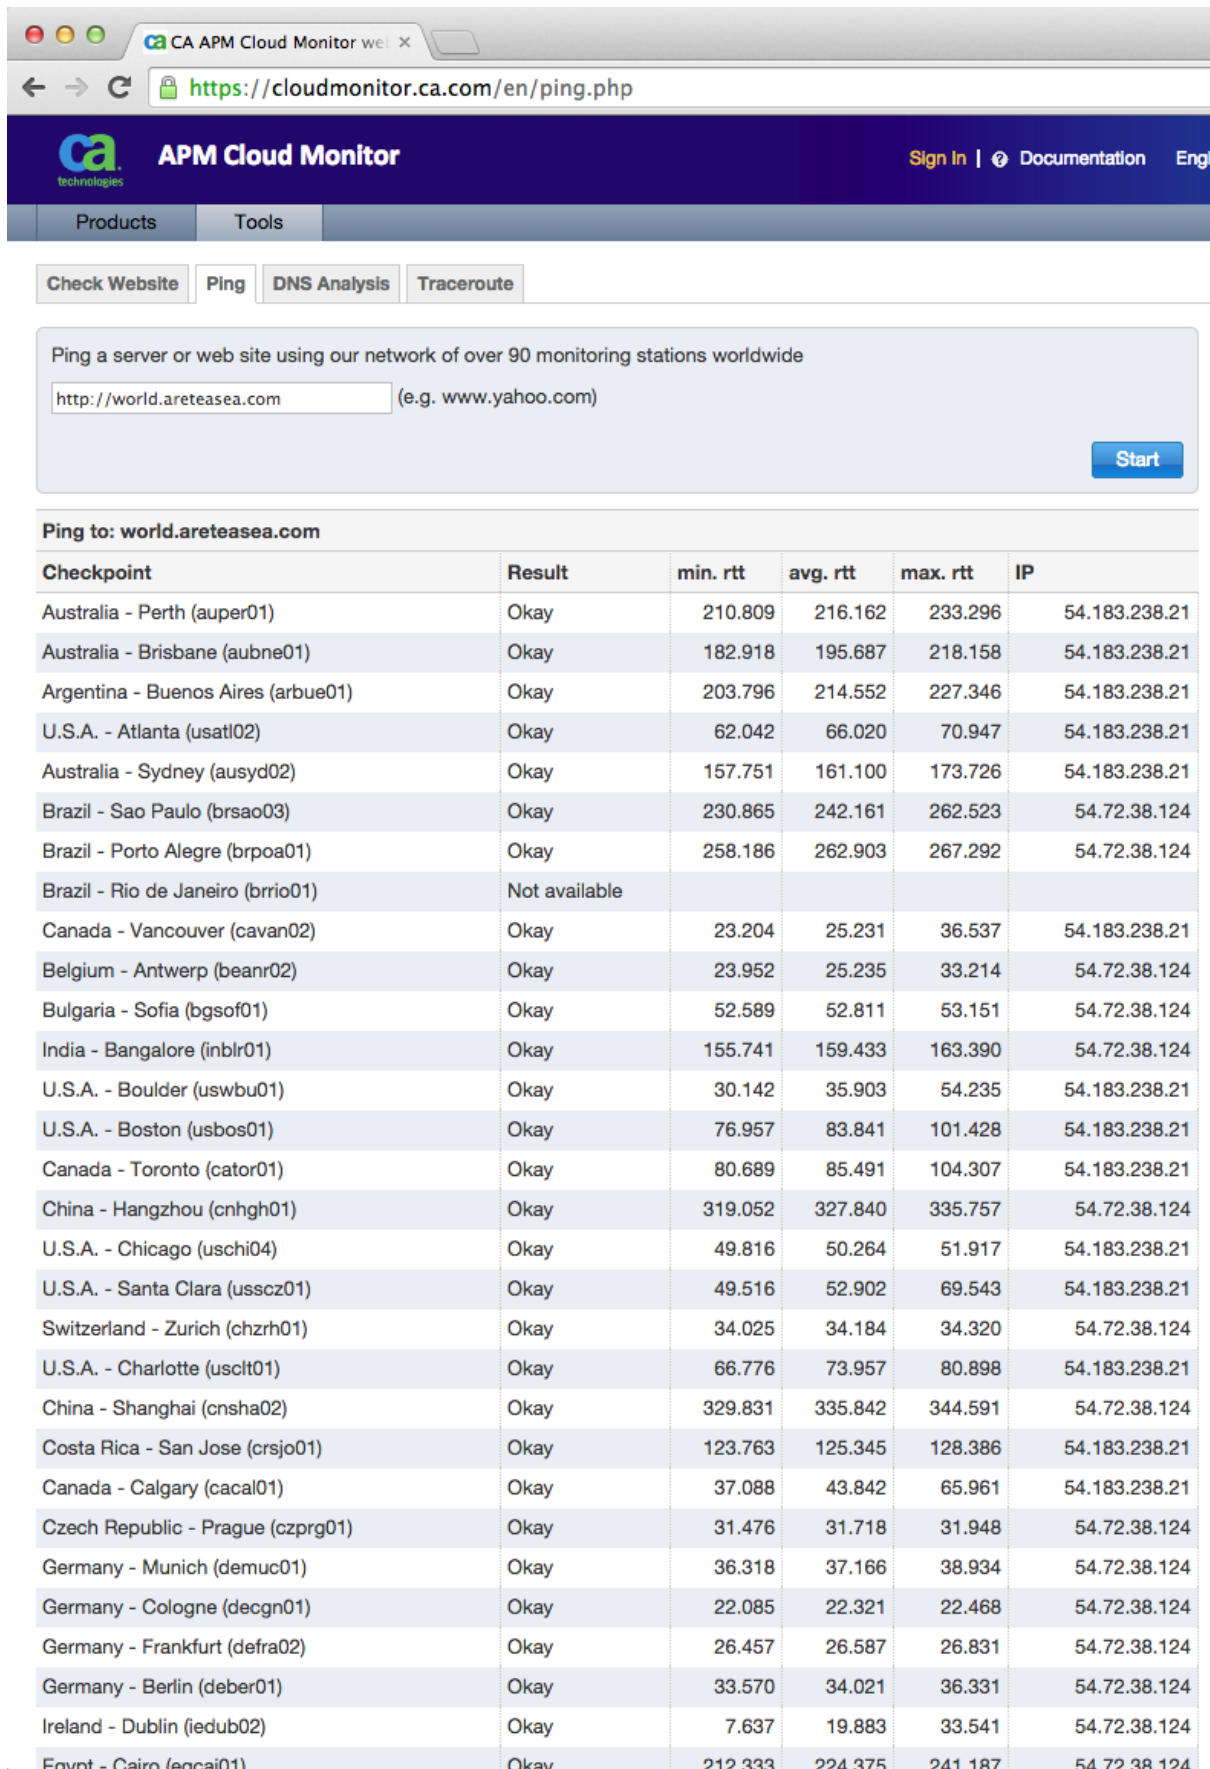 CA APM Cloud Monitor we
https://cloudmonitor.ca.com/en/ping.php
ca technologies
APM Cloud Monitor
Sign In | Documentation Engl
Products Tools
Check Website Ping DNS Analysis Traceroute
Ping a server or web site using our network of over 90 monitoring stations worldwide
http://world.areteasea.com (e.g. www.yahoo.com)
Start
Ping to: world.areteasea.com
Checkpoint Result min. rtt avg. rtt max. rtt IP
Australia - Perth (auper01) Okay 210.809 216.162 233.296 54.183.238.21
Australia - Brisbane (aubne01) Okay 182.918 195.687 218.158 54.183.238.21
Argentina - Buenos Aires (arbue01) Okay 203.796 214.552 227.346 54.183.238.21
U.S.A. - Atlanta (usatl02) Okay 62.042 66.020 70.947 54.183.238.21
Australia - Sydney (ausyd02) Okay 157.751 161.100 173.726 54.183.238.21
Brazil - Sao Paulo (brsao03) Okay 230.865 242.161 262.523 54.72.38.124
Brazil - Porto Alegre (brpoa01) Okay 258.186 262.903 267.292 54.72.38.124
Brazil - Rio de Janeiro (brrio01) Not available
Canada - Vancouver (cavan02) Okay 23.204 25.231 36.537 54.183.238.21
Belgium - Antwerp (beanr02) Okay 23.952 25.235 33.214 54.72.38.124
Bulgaria - Sofia (bgsof01) Okay 52.589 52.811 53.151 54.72.38.124
India - Bangalore (inblr01) Okay 155.741 159.433 163.390 54.72.38.124
U.S.A. - Boulder (uswbu01) Okay 30.142 35.903 54.235 54.183.238.21
U.S.A. - Boston (usbos01) Okay 76.957 83.841 101.428 54.183.238.21
Canada - Toronto (cator01) Okay 80.689 85.491 104.307 54.183.238.21
China - Hangzhou (cnhgh01) Okay 319.052 327.840 335.757 54.72.38.124
U.S.A. - Chicago (uschi04) Okay 49.816 50.264 51.917 54.183.238.21
U.S.A. - Santa Clara (usscz01) Okay 49.516 52.902 69.543 54.183.238.21
Switzerland - Zurich (chzrh01) Okay 34.025 34.184 34.320 54.72.38.124
U.S.A. - Charlotte (usclt01) Okay 66.776 73.957 80.898 54.183.238.21
China - Shanghai (cnsha02) Okay 329.831 335.842 344.591 54.72.38.124
Costa Rica - San Jose (crsjo01) Okay 123.763 125.345 128.386 54.183.238.21
Canada - Calgary (cacal01) Okay 37.088 43.842 65.961 54.183.238.21
Czech Republic - Prague (czprg01) Okay 31.476 31.718 31.948 54.72.38.124
Germany - Munich (demuc01) Okay 36.318 37.166 38.934 54.72.38.124
Germany - Cologne (decgn01) Okay 22.085 22.321 22.468 54.72.38.124
Germany - Frankfurt (defra02) Okay 26.457 26.587 26.831 54.72.38.124
Germany - Berlin (deber01) Okay 33.570 34.021 36.331 54.72.38.124
Ireland - Dublin (iedub02) Okay 7.637 19.883 33.541 54.72.38.124
Egypt - Cairo (egcai01) Okay 212.333 224.375 241.187 54.72.38.124